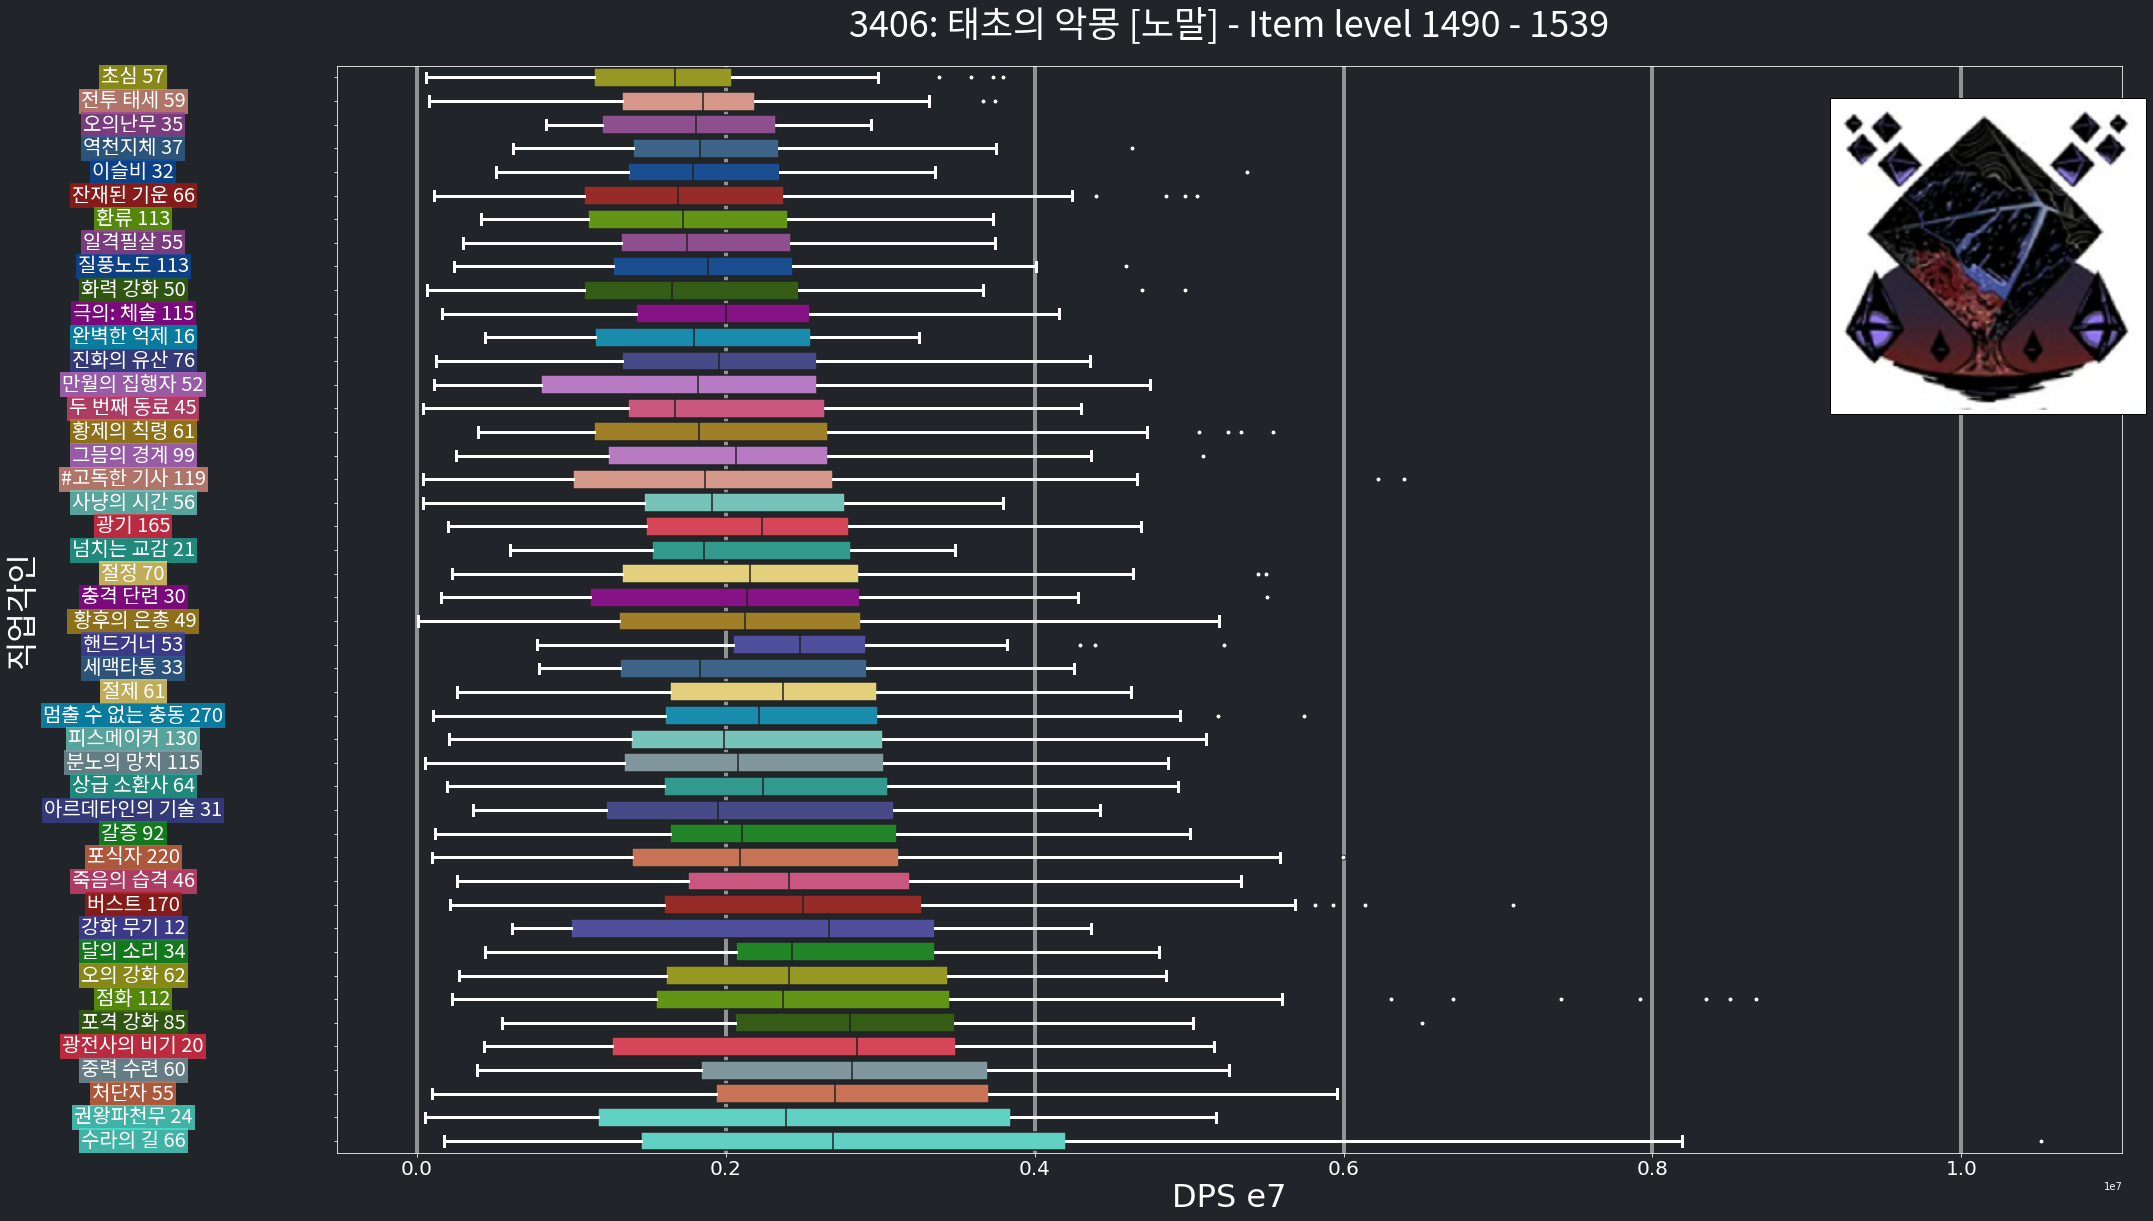 3406: 태초의 악몽 [노말] - Item level 1490 - 1539
직업각인
초심 57
전투 태세 59
오의난무 35
역천지체 37
이슬비 32
잔재된 기운 66
환류 113
일격필살 55
질풍노도 113
화력 강화 50
극의: 체술 115
완벽한 억제 16
진화의 유산 76
만월의 집행자 52
두 번째 동료 45
황제의 칙령 61
그믐의 경계 99
#고독한 기사 119
사냥의 시간 56
광기 165
넘치는 교감 21
절정 70
충격 단련 30
황후의 은총 49
핸드거너 53
세맥타통 33
절제 61
멈출 수 없는 충동 270
피스메이커 130
분노의 망치 115
상급 소환사 64
아르데타인의 기술 31
갈증 92
포식자 220
죽음의 습격 46
버스트 170
강화 무기 12
달의 소리 34
오의 강화 62
점화 112
포격 강화 85
광전사의 비기 20
중력 수련 60
처단자 55
권왕파천무 24
수라의 길 66
0.0 0.2 0.4 0.6 0.8 1.0
1e7
DPS e7